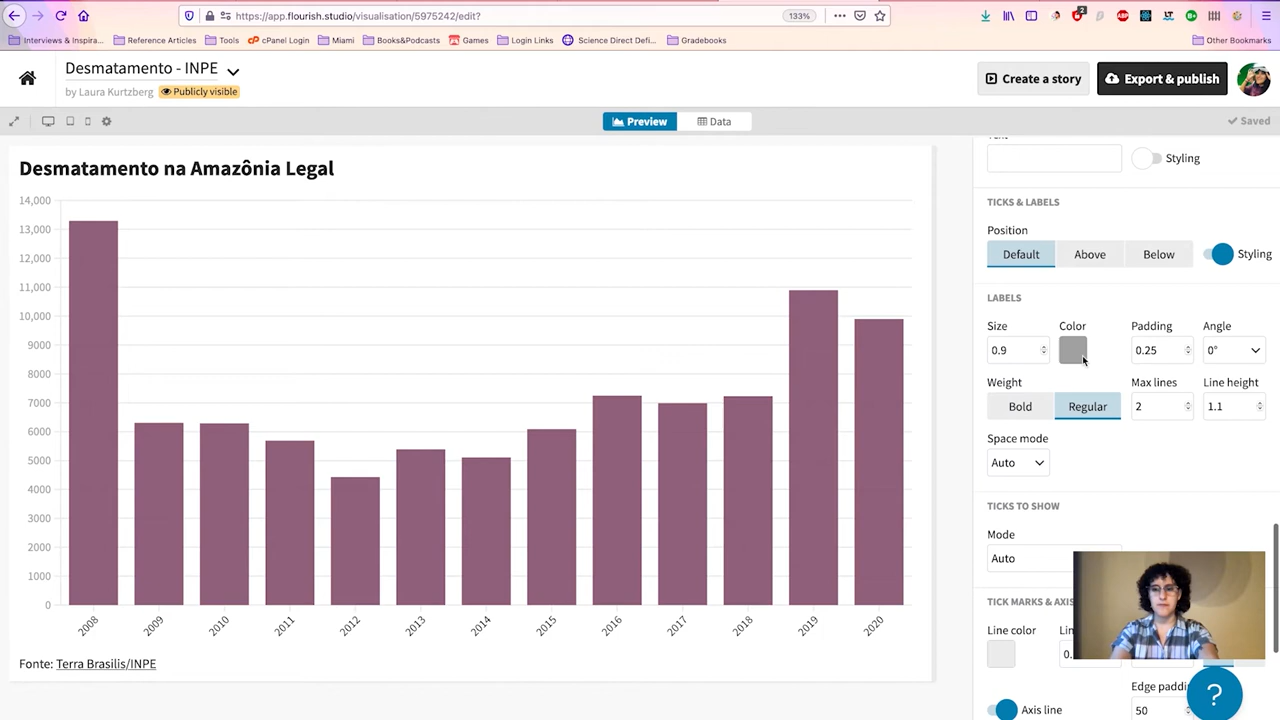 https://app.flourish.studio/visualisation/5975242/edit?
133%
2
Interviews & Inspira...
Reference Articles
Tools
cPanel Login
Miami
Books&Podcasts
Games
Login Links
Science Direct Defi...
Gradebooks
Other Bookmarks
Desmatamento - INPE
by Laura Kurtzberg
Publicly visible
Create a story
Export & publish
Preview
Data
Saved
Desmatamento na Amazônia Legal
14,000
13,000
12,000
11,000
10,000
9000
8000
7000
6000
5000
4000
3000
2000
1000
0
2008 2009 2010 2011 2012 2013 2014 2015 2016 2017 2018 2019 2020
Fonte: Terra Brasilis/INPE
Styling
TICKS & LABELS
Position
Default Above Below Styling
LABELS
Size Color Padding Angle
0.9 0.25 0°
Weight Max lines Line height
Bold Regular 2 1.1
Space mode
Auto
TICKS TO SHOW
Mode
Auto
TICK MARKS & AXIS
Line color
0.
Edge
Axis line 50
?